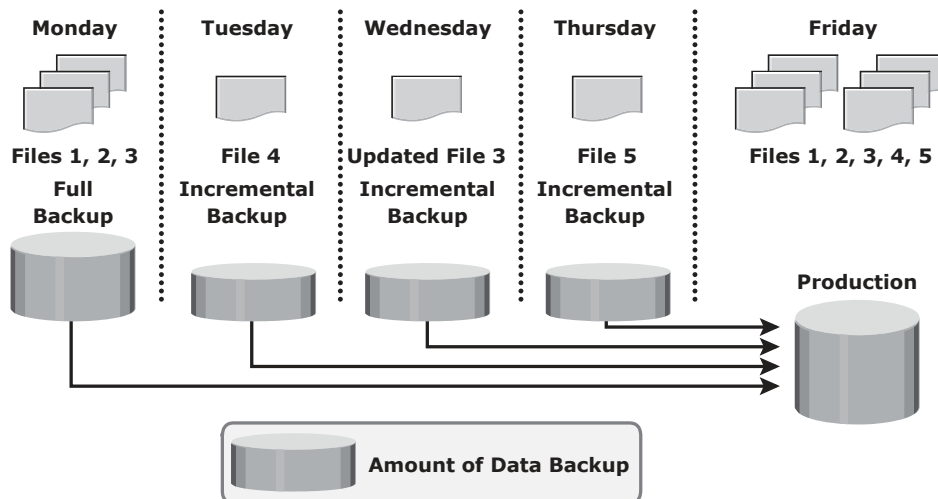 Monday
Tuesday
Wednesday
Thursday
Friday
Files 1, 2, 3
File 4
Updated File 3
File 5
Files 1, 2, 3, 4, 5
Full
Backup
Incremental
Backup
Incremental
Backup
Incremental
Backup
Production
Amount of Data Backup